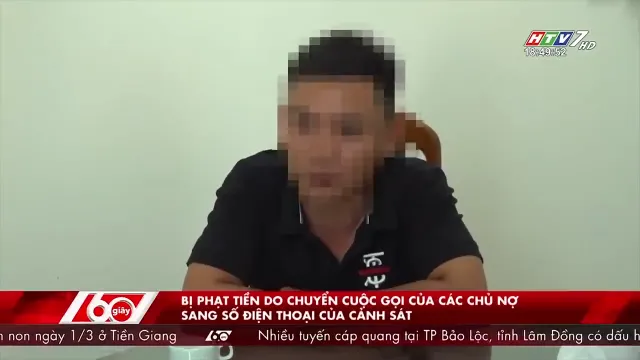 HTV7 HD
18:49:52
60 giây
BỊ PHẠT TIỀN DO CHUYỂN CUỘC GỌI CỦA CÁC CHỦ NỢ
SANG SỐ ĐIỆN THOẠI CỦA CẢNH SÁT
n non ngày 1/3 ở Tiền Giang 60 Nhiều tuyến cáp quang tại TP Bảo Lộc, tỉnh Lâm Đồng có dấu h